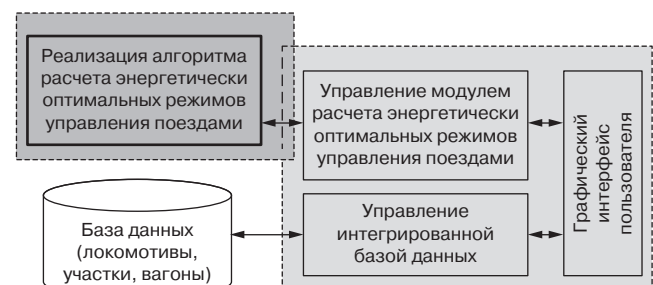 Реализация алгоритма
расчета энергетически
оптимальных режимов
управления поездами
Управление модулем
расчета энергетически
оптимальных режимов
управления поездами
Графический
интерфейс
пользователя
База данных
(локомотивы,
участки, вагоны)
Управление
интегрированной
базой данных